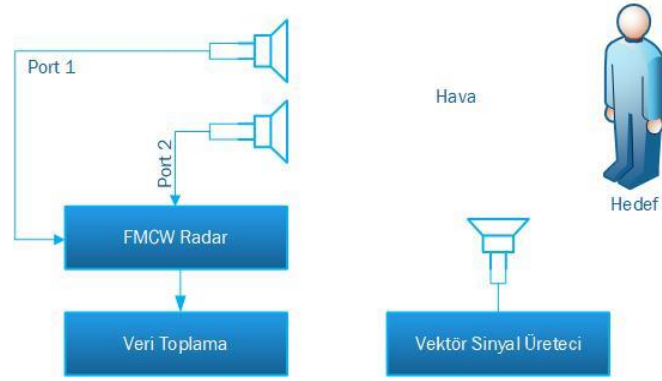 Port 1
Hava
Port 2
Hedef
FMCW Radar
Veri Toplama
Vektör Sinyal Üreteci